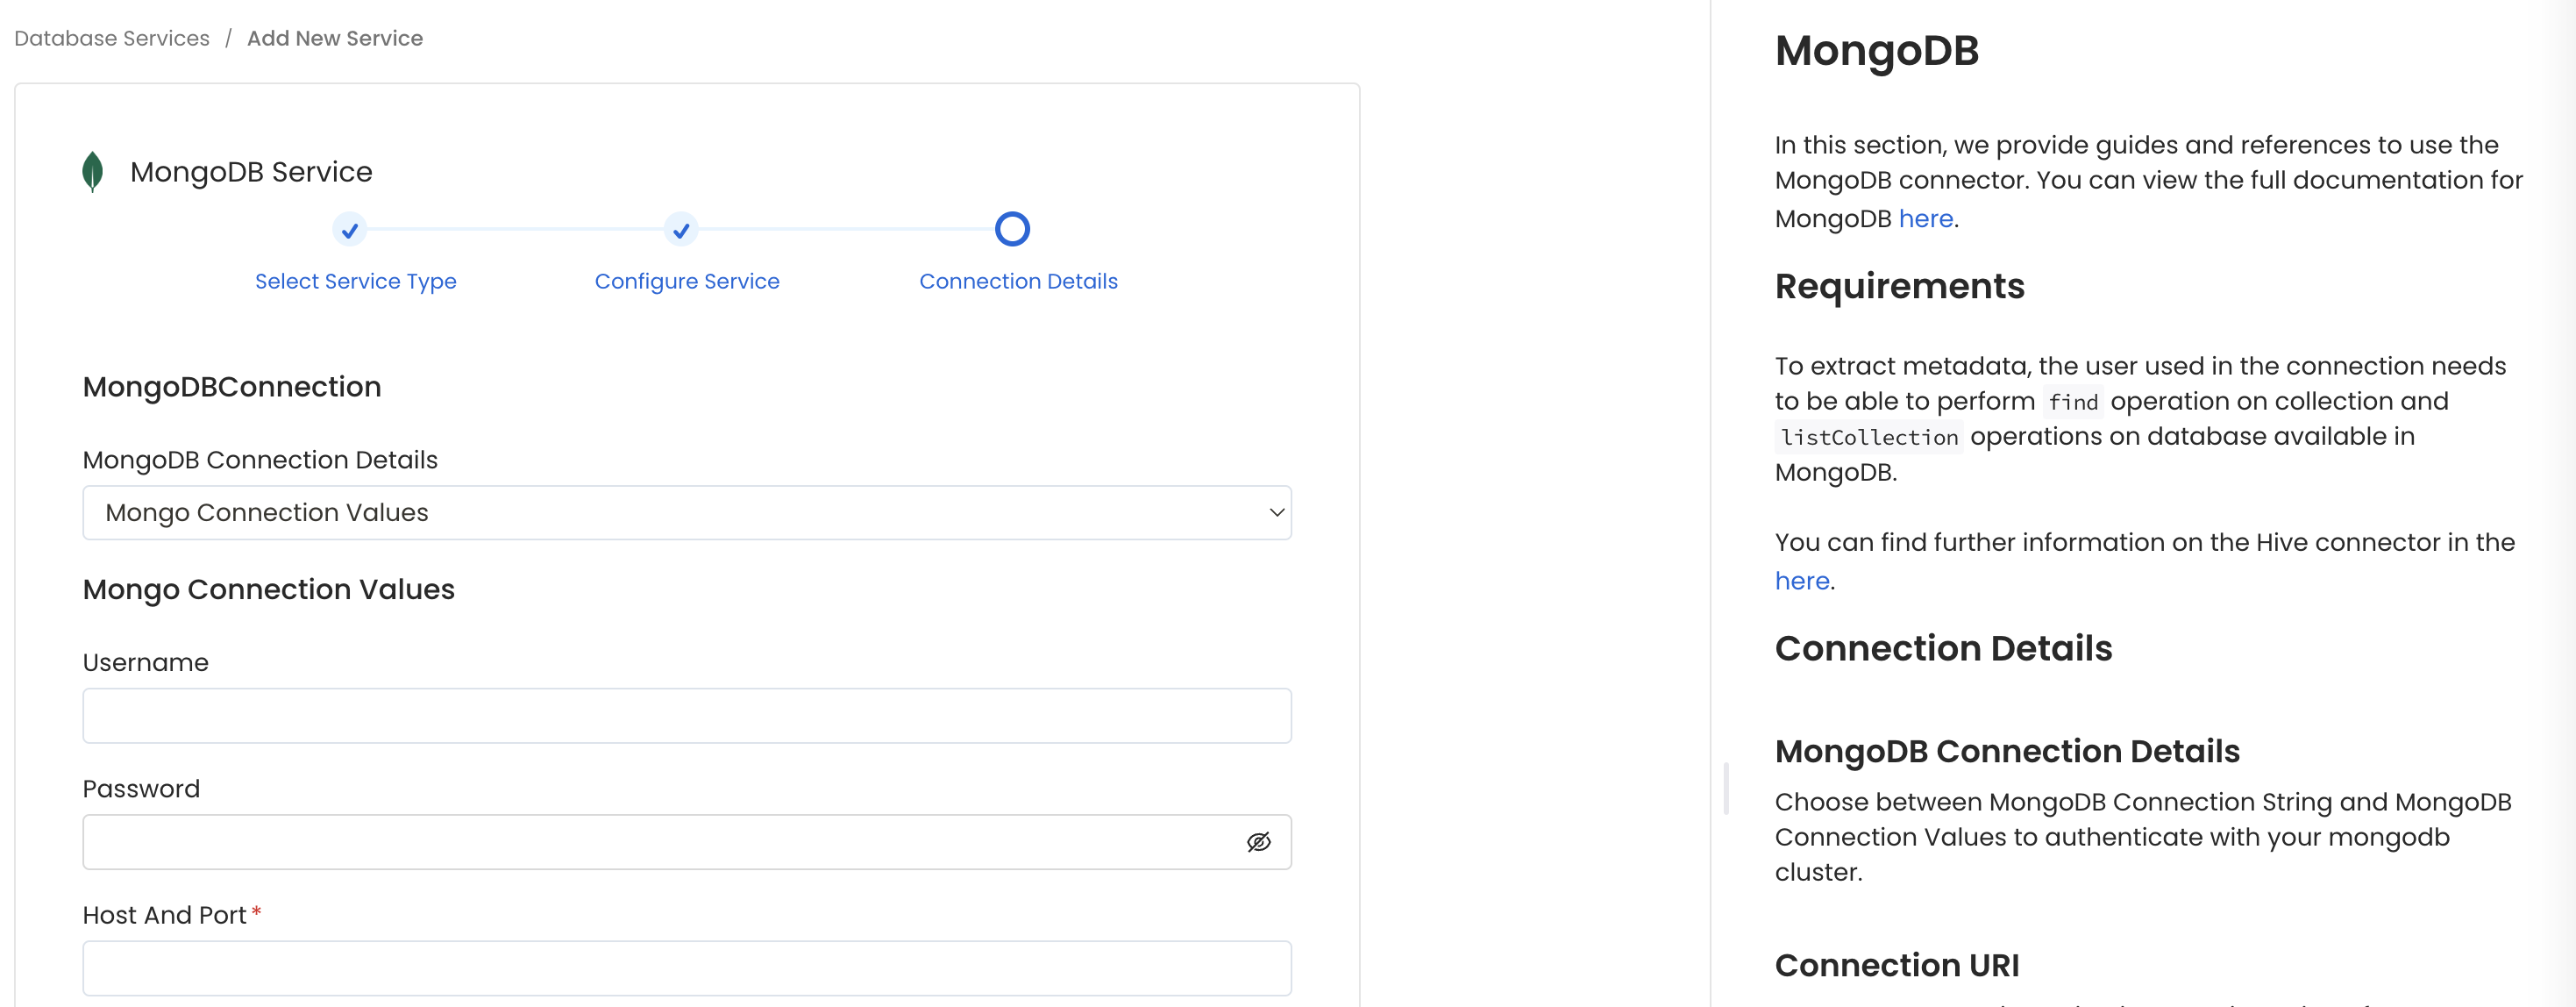 Database Services / Add New Service
MongoDB Service
Select Service Type
Configure Service
Connection Details
MongoDBConnection
MongoDB Connection Details
Mongo Connection Values
Mongo Connection Values
Username
Password
Host And Port *
MongoDB
In this section, we provide guides and references to use the
MongoDB connector. You can view the full documentation for
MongoDB here.
Requirements
To extract metadata, the user used in the connection needs
to be able to perform find operation on collection and
listCollection operations on database available in
MongoDB.
You can find further information on the Hive connector in the
here.
Connection Details
MongoDB Connection Details
Choose between MongoDB Connection String and MongoDB
Connection Values to authenticate with your mongodb
cluster.
Connection URI